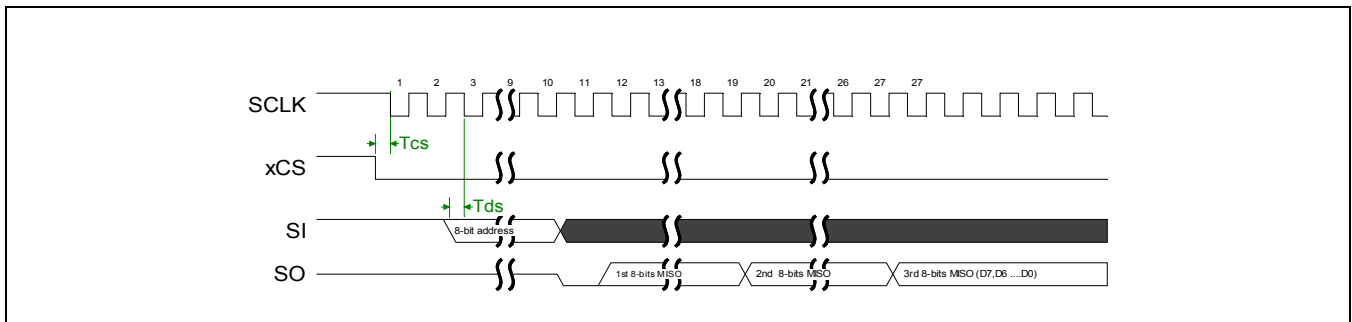 1 2 3 9 10 11 12 13 18 19 20 21 26 27 27
SCLK
Tcs
xCS
Tds
SI 8-bit address
SO 1st 8-bits MISO 2nd 8-bits MISO 3rd 8-bits MISO (D7,D6 ....D0)